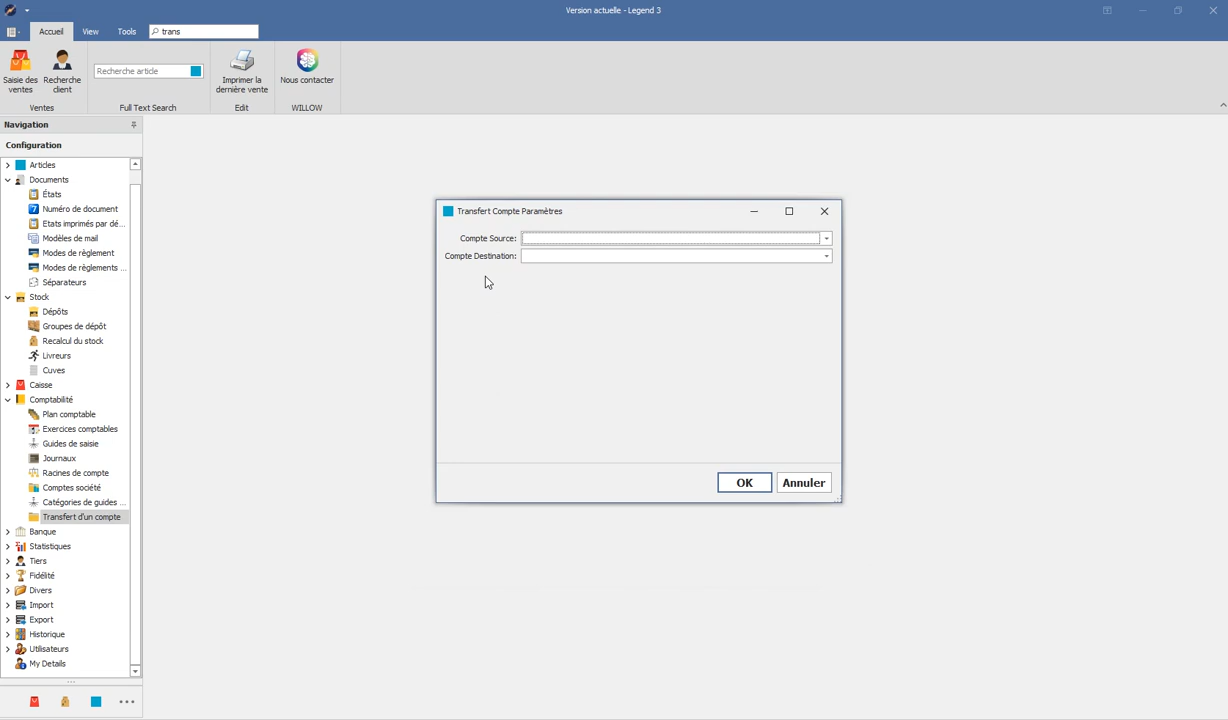 Version actuelle - Legend 3
Accueil
View
Tools
trans
Saisie des
ventes
Recherche
client
Ventes
Recherche article
Full Text Search
Imprimer la
dernière vente
Edit
Nous contacter
WILLOW
Navigation
Configuration
Articles
Documents
États
Numéro de document
Etats imprimés par dé...
Modèles de mail
Modes de règlement
Modes de règlements ...
Séparateurs
Stock
Dépôts
Groupes de dépôt
Recalcul du stock
Livreurs
Cuves
Caisse
Comptabilité
Plan comptable
Exercices comptables
Guides de saisie
Journaux
Racines de compte
Comptes société
Catégories de guides ...
Transfert d'un compte
Banque
Statistiques
Tiers
Fidélité
Divers
Import
Export
Historique
Utilisateurs
My Details
Transfert Compte Paramètres
Compte Source:
Compte Destination:
OK
Annuler